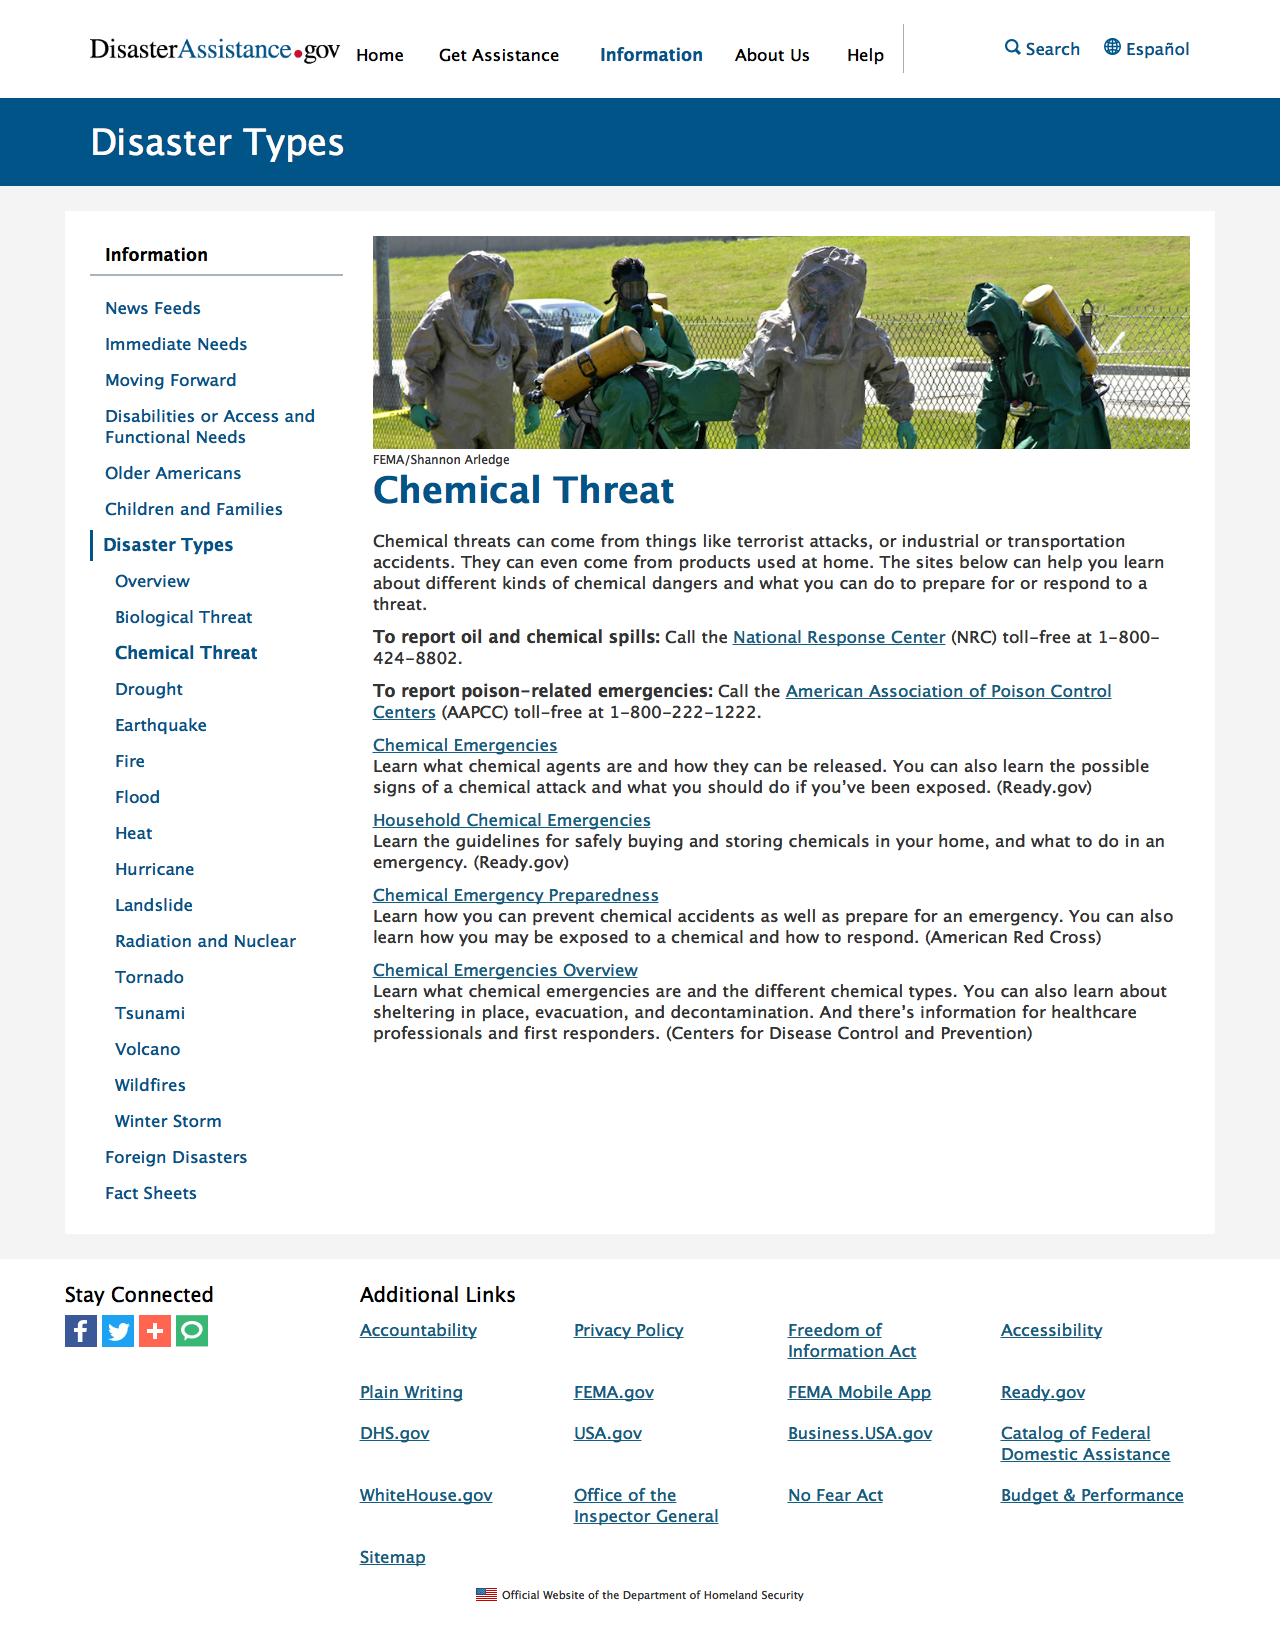 DisasterAssistance.gov
Home
Get Assistance
Information
About Us
Help
Search
Español
Disaster Types
Information
News Feeds
Immediate Needs
Moving Forward
Disabilities or Access and
Functional Needs
Older Americans
Children and Families
Disaster Types
Overview
Biological Threat
Chemical Threat
Drought
Earthquake
Fire
Flood
Heat
Hurricane
Landslide
Radiation and Nuclear
Tornado
Tsunami
Volcano
Wildfires
Winter Storm
Foreign Disasters
Fact Sheets
FEMA/Shannon Arledge
Chemical Threat
Chemical threats can come from things like terrorist attacks, or industrial or transportation
accidents. They can even come from products used at home. The sites below can help you learn
about different kinds of chemical dangers and what you can do to prepare for or respond to a
threat.
To report oil and chemical spills: Call the National Response Center (NRC) toll-free at 1-800-
424-8802.
To report poison-related emergencies: Call the American Association of Poison Control
Centers (AAPCC) toll-free at 1-800-222-1222.
Chemical Emergencies
Learn what chemical agents are and how they can be released. You can also learn the possible
signs of a chemical attack and what you should do if you’ve been exposed. (Ready.gov)
Household Chemical Emergencies
Learn the guidelines for safely buying and storing chemicals in your home, and what to do in an
emergency. (Ready.gov)
Chemical Emergency Preparedness
Learn how you can prevent chemical accidents as well as prepare for an emergency. You can also
learn how you may be exposed to a chemical and how to respond. (American Red Cross)
Chemical Emergencies Overview
Learn what chemical emergencies are and the different chemical types. You can also learn about
sheltering in place, evacuation, and decontamination. And there’s information for healthcare
professionals and first responders. (Centers for Disease Control and Prevention)
Stay Connected
Additional Links
Accountability
Privacy Policy
Freedom of
Information Act
Accessibility
Plain Writing
FEMA.gov
FEMA Mobile App
Ready.gov
DHS.gov
USA.gov
Business.USA.gov
Catalog of Federal
Domestic Assistance
WhiteHouse.gov
Office of the
Inspector General
No Fear Act
Budget & Performance
Sitemap
Official Website of the Department of Homeland Security